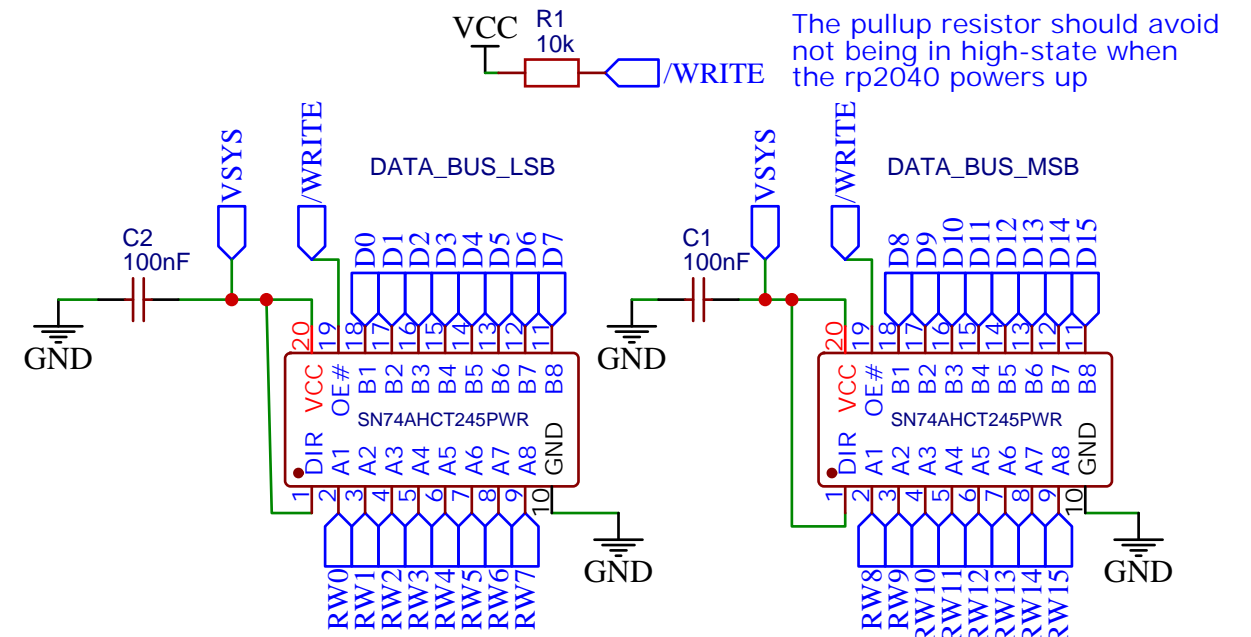 VCC
R1
10k
/WRITE
The pullup resistor should avoid
not being in high-state when
the rp2040 powers up
VSYS
/WRITE
DATA_BUS_LSB
C2
100nF
D0
D1
D2
D3
D4
D5
D6
D7
GND
20
19
18
17
16
15
14
13
12
11
VCC
OE#
B1
B2
B3
B4
B5
B6
B7
B8
SN74AHCT245PWR
DIR
A1
A2
A3
A4
A5
A6
A7
A8
GND
1
2
3
4
5
6
7
8
9
10
RW0
RW1
RW2
RW3
RW4
RW5
RW6
RW7
GND
VSYS
/WRITE
DATA_BUS_MSB
C1
100nF
D8
D9
D10
D11
D12
D13
D14
D15
GND
20
19
18
17
16
15
14
13
12
11
VCC
OE#
B1
B2
B3
B4
B5
B6
B7
B8
SN74AHCT245PWR
DIR
A1
A2
A3
A4
A5
A6
A7
A8
GND
1
2
3
4
5
6
7
8
9
10
RW8
RW9
RW10
RW11
RW12
RW13
RW14
RW15
GND